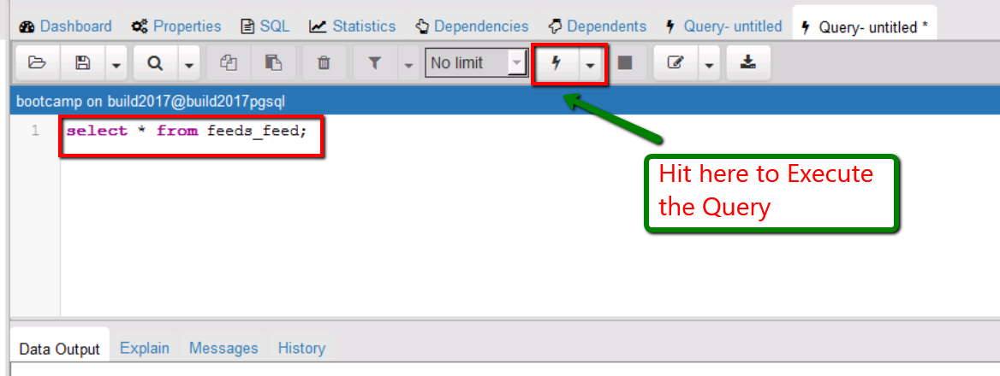 Dashboard Properties SQL Statistics Dependencies Dependents Query- untitled Query- untitled *
No limit
bootcamp on build2017@build2017pgsql
1 select * from feeds_feed;
Hit here to Execute
the Query
Data Output Explain Messages History